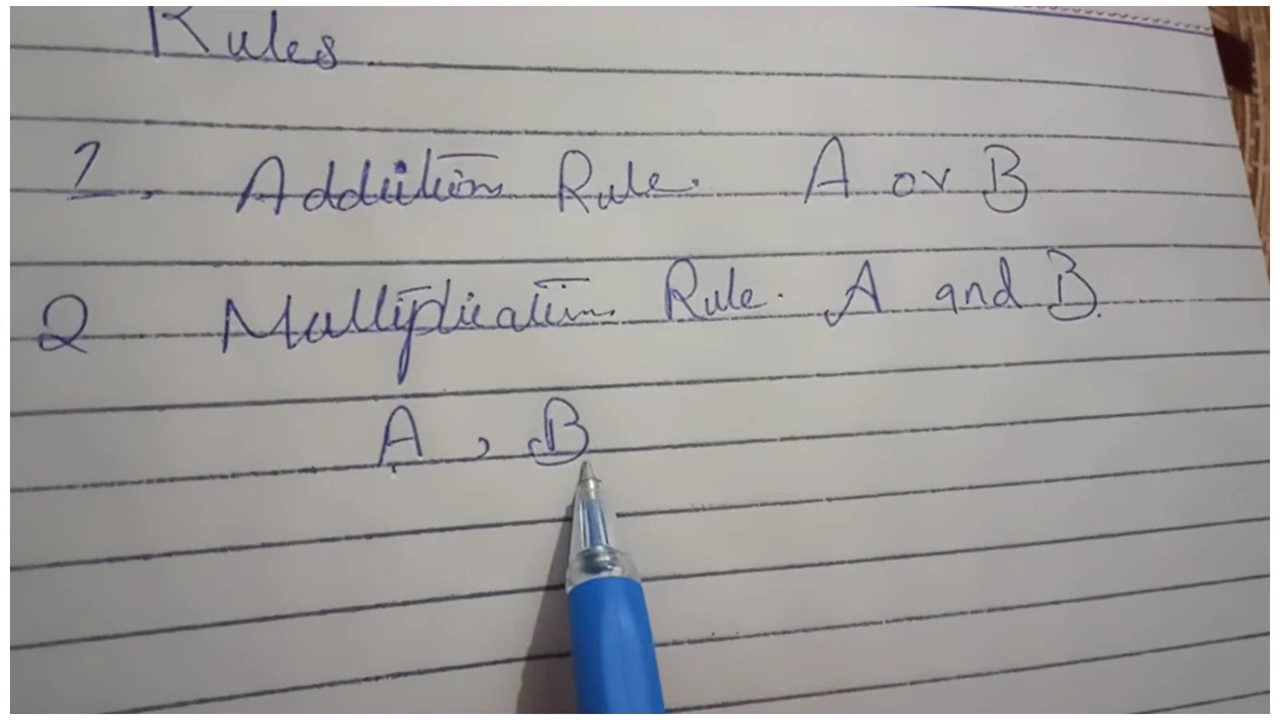 Rules
1. Addition Rule. A or B
2 Multiplication Rule. A and B.
A , B